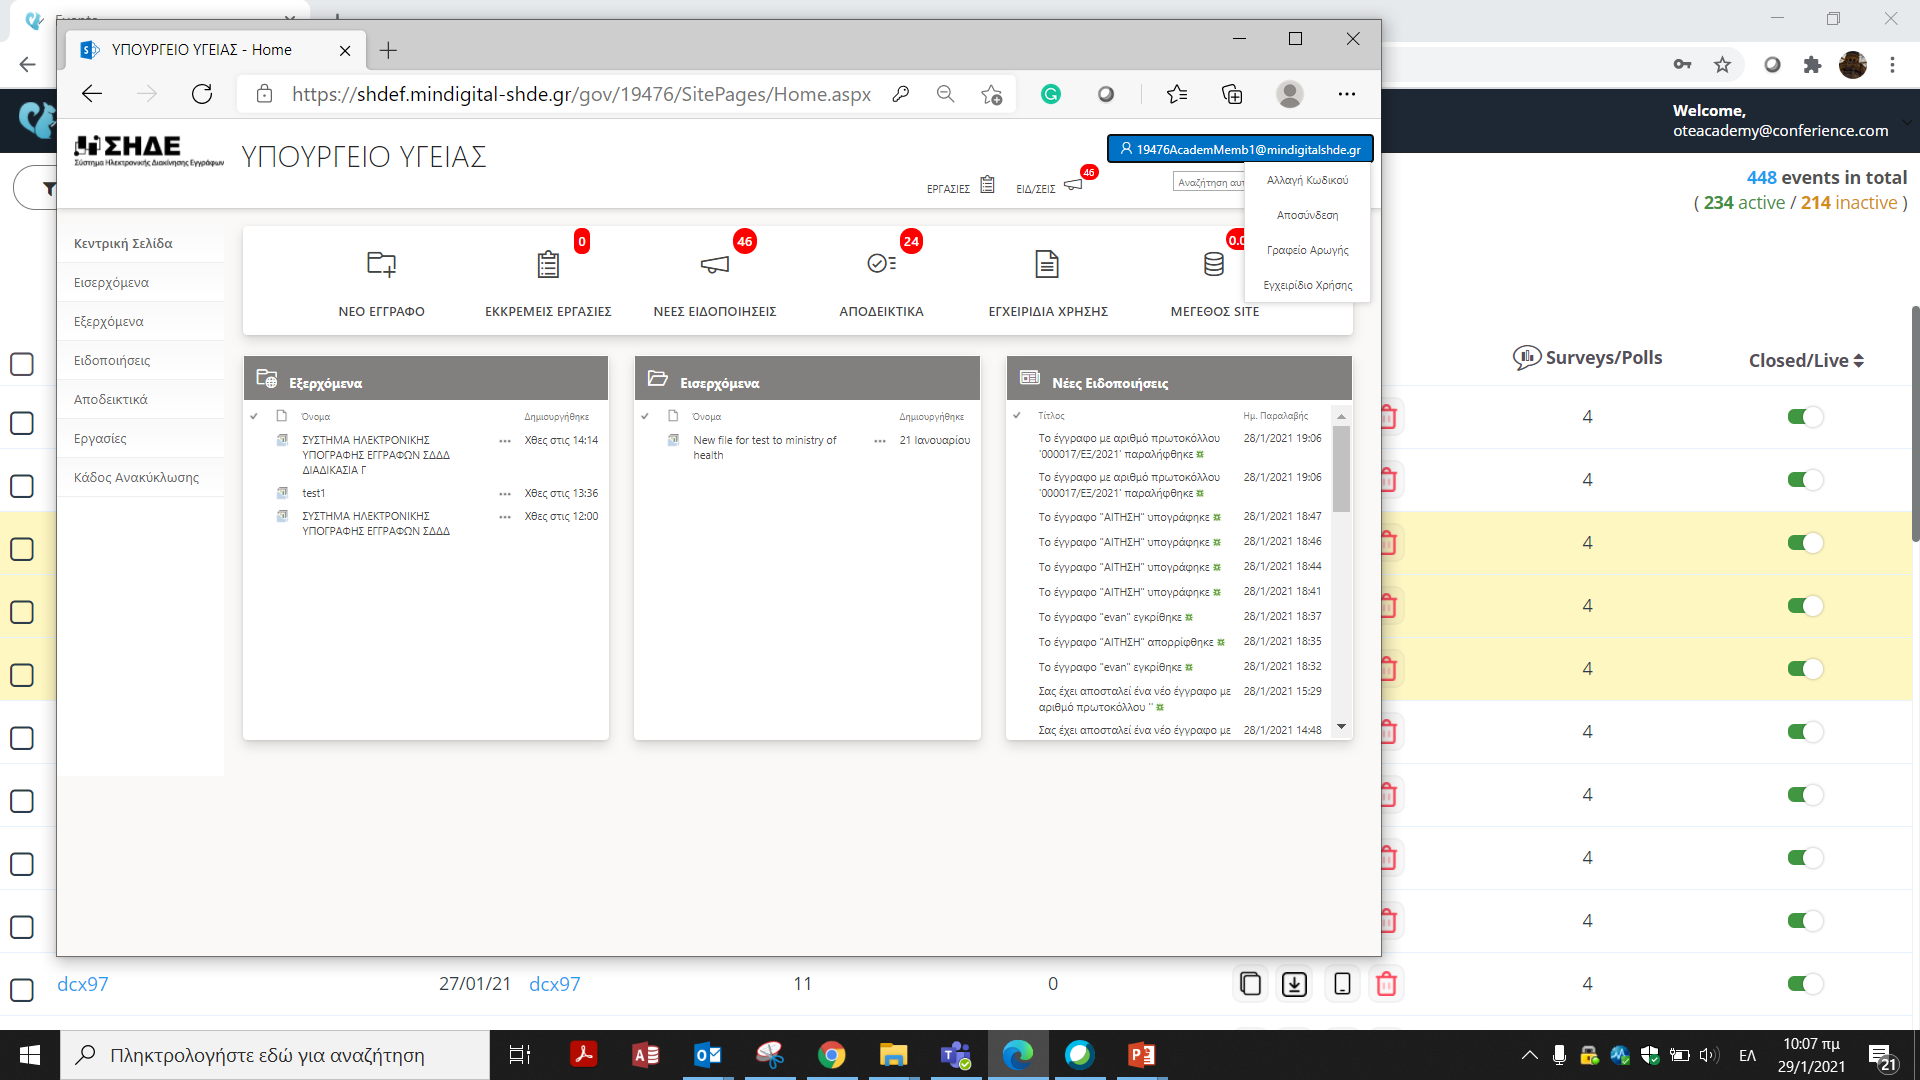 ΥΠΟΥΡΓΕΙΟ ΥΓΕΙΑΣ - Home
https://shdef.mindigital-shde.gr/gov/19476/SitePages/Home.aspx
Welcome,
oteacademy@conferience.com
ΣΗΔΕ
Σύστημα Ηλεκτρονικής Διακίνησης Εγγράφων
ΥΠΟΥΡΓΕΙΟ ΥΓΕΙΑΣ
19476AcademMemb1@mindigitalshde.gr
ΕΡΓΑΣΙΕΣ
ΕΙΔ/ΣΕΙΣ
46
Αναζήτηση αυτ
Αλλαγή Κωδικού
Αποσύνδεση
Γραφείο Αρωγής
Εγχειρίδιο Χρήσης
448 events in total
( 234 active / 214 inactive )
Κεντρική Σελίδα
Εισερχόμενα
Εξερχόμενα
Ειδοποιήσεις
Αποδεικτικά
Εργασίες
Κάδος Ανακύκλωσης
0
46
24
0.0
ΝΕΟ ΕΓΓΡΑΦΟ
ΕΚΚΡΕΜΕΙΣ ΕΡΓΑΣΙΕΣ
ΝΕΕΣ ΕΙΔΟΠΟΙΗΣΕΙΣ
ΑΠΟΔΕΙΚΤΙΚΑ
ΕΓΧΕΙΡΙΔΙΑ ΧΡΗΣΗΣ
ΜΕΓΕΘΟΣ SITE
Εξερχόμενα
Όνομα Δημιουργήθηκε
ΣΥΣΤΗΜΑ ΗΛΕΚΤΡΟΝΙΚΗΣ ... Χθες στις 14:14
ΥΠΟΓΡΑΦΗΣ ΕΓΓΡΑΦΩΝ ΣΔΔΔ
ΔΙΑΔΙΚΑΣΙΑ Γ
test1 ... Χθες στις 13:36
ΣΥΣΤΗΜΑ ΗΛΕΚΤΡΟΝΙΚΗΣ ... Χθες στις 12:00
ΥΠΟΓΡΑΦΗΣ ΕΓΓΡΑΦΩΝ ΣΔΔΔ
Εισερχόμενα
Όνομα Δημιουργήθηκε
New file for test to ministry of ... 21 Ιανουαρίου
health
Νέες Ειδοποιήσεις
Τίτλος Ημ. Παραλαβής
Το έγγραφο με αριθμό πρωτοκόλλου 28/1/2021 19:06
'000017/ΕΞ/2021' παραλήφθηκε
Το έγγραφο με αριθμό πρωτοκόλλου 28/1/2021 19:06
'000017/ΕΞ/2021' παραλήφθηκε
Το έγγραφο "ΑΙΤΗΣΗ" υπογράφηκε 28/1/2021 18:47
Το έγγραφο "ΑΙΤΗΣΗ" υπογράφηκε 28/1/2021 18:46
Το έγγραφο "ΑΙΤΗΣΗ" υπογράφηκε 28/1/2021 18:44
Το έγγραφο "ΑΙΤΗΣΗ" υπογράφηκε 28/1/2021 18:41
Το έγγραφο "evan" εγκρίθηκε 28/1/2021 18:37
Το έγγραφο "ΑΙΤΗΣΗ" απορρίφθηκε 28/1/2021 18:35
Το έγγραφο "evan" εγκρίθηκε 28/1/2021 18:32
Σας έχει αποσταλεί ένα νέο έγγραφο με 28/1/2021 15:29
αριθμό πρωτοκόλλου ''
Σας έχει αποσταλεί ένα νέο έγγραφο με 28/1/2021 14:48
Surveys/Polls
Closed/Live
4
4
4
4
4
4
4
4
4
dcx97 27/01/21 dcx97 11 0 4
Πληκτρολογήστε εδώ για αναζήτηση
ΕΛ
10:07 πμ
29/1/2021
21